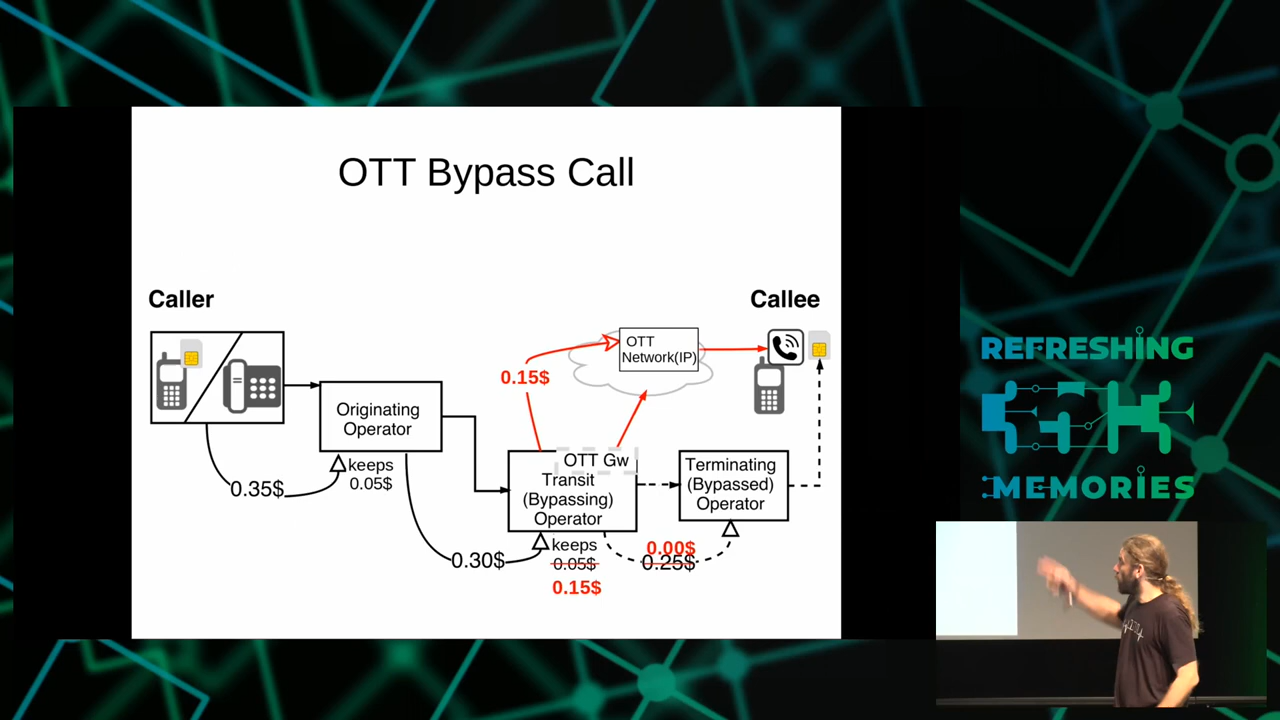 OTT Bypass Call
Caller
Callee
OTT
Network(IP)
0.15$
Originating
Operator
keeps
0.05$
0.35$
OTT Gw
Transit
(Bypassing)
Operator
Terminating
(Bypassed)
Operator
0.30$
keeps
0.05$
0.15$
0.00$
0.25$
REFRESHING
MEMORIES